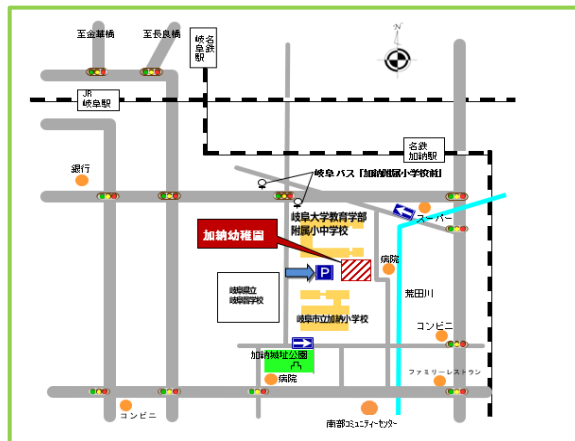 至金華橋
至長良橋
名鉄
岐阜駅
N
JR
岐阜駅
名鉄
加納駅
銀行
岐阜バス「加納附属小学校前」
岐阜大学教育学部
附属小中学校
スーパー
加納幼稚園
病院
P
荒田川
岐阜県立
岐阜盲学校
岐阜市立加納小学校
コンビニ
加納城址公園
ファミリーレストラン
病院
コンビニ
南部コミュニティーセンター